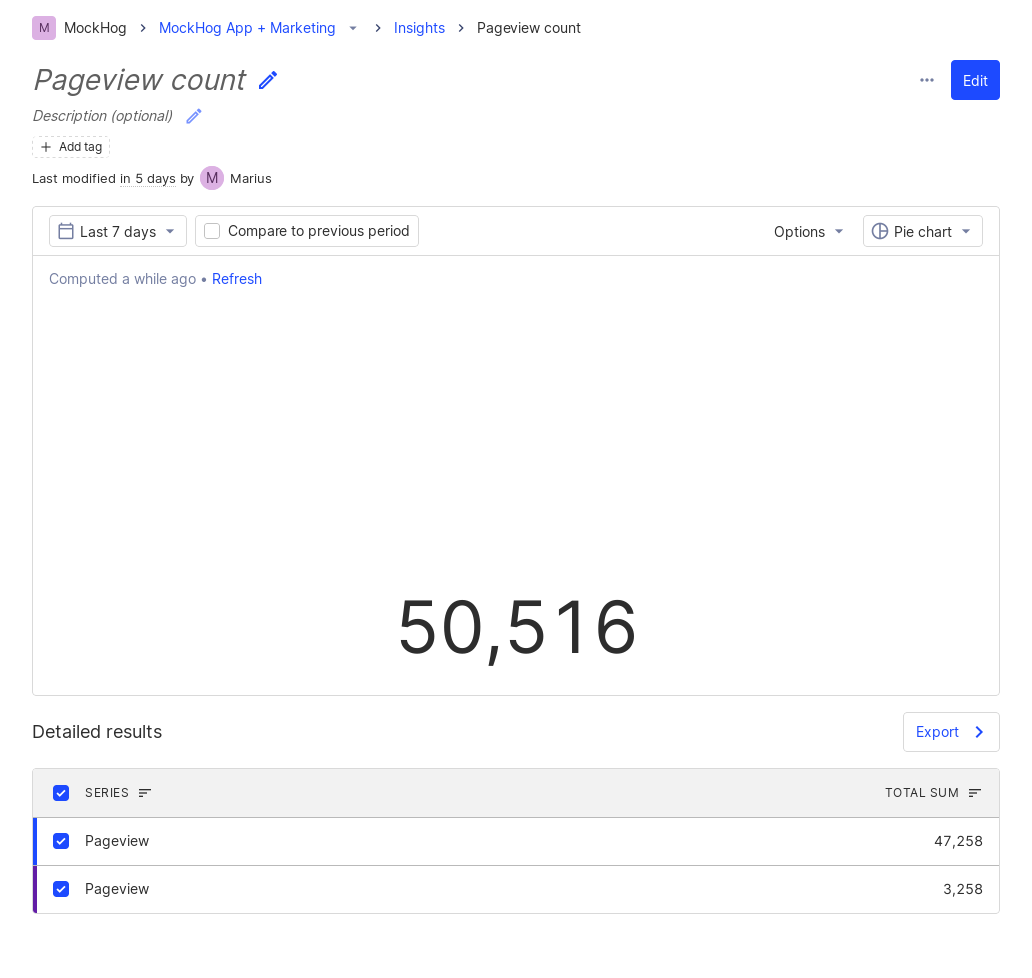 M MockHog > MockHog App + Marketing > Insights > Pageview count
Pageview count
Edit
Description (optional)
+ Add tag
Last modified in 5 days by M Marius
Last 7 days
Compare to previous period
Options
Pie chart
Computed a while ago • Refresh
50,516
Detailed results
Export
SERIES TOTAL SUM
Pageview 47,258
Pageview 3,258